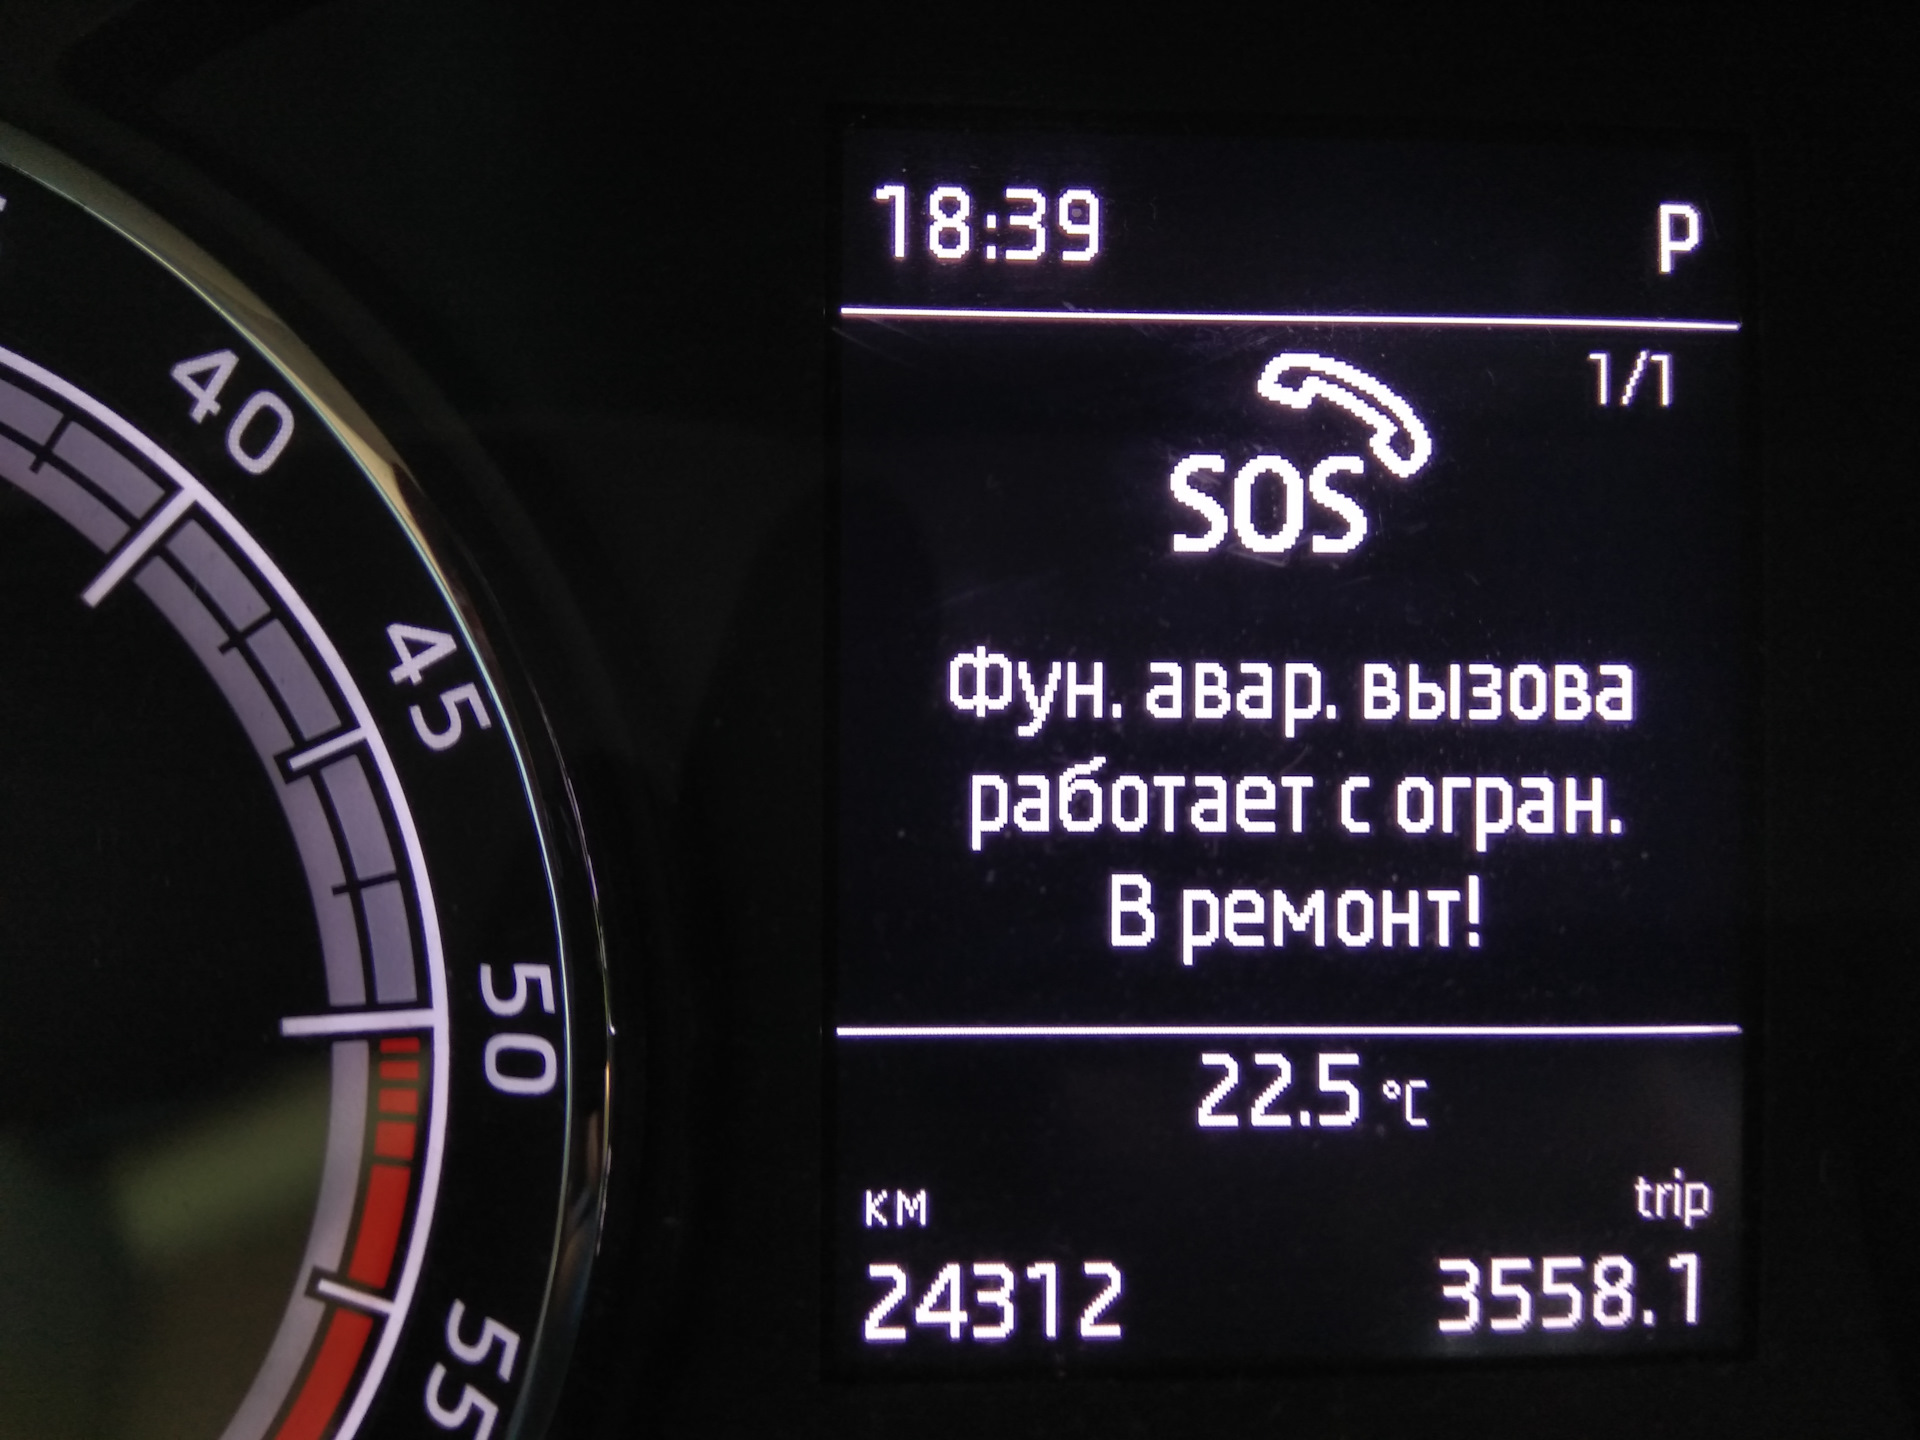 18:39 P
1/1
SOS
Фун. авар. вызова
работает с огран.
В ремонт!
22.5 °C
км trip
24312 3558.1
40
45
50
55